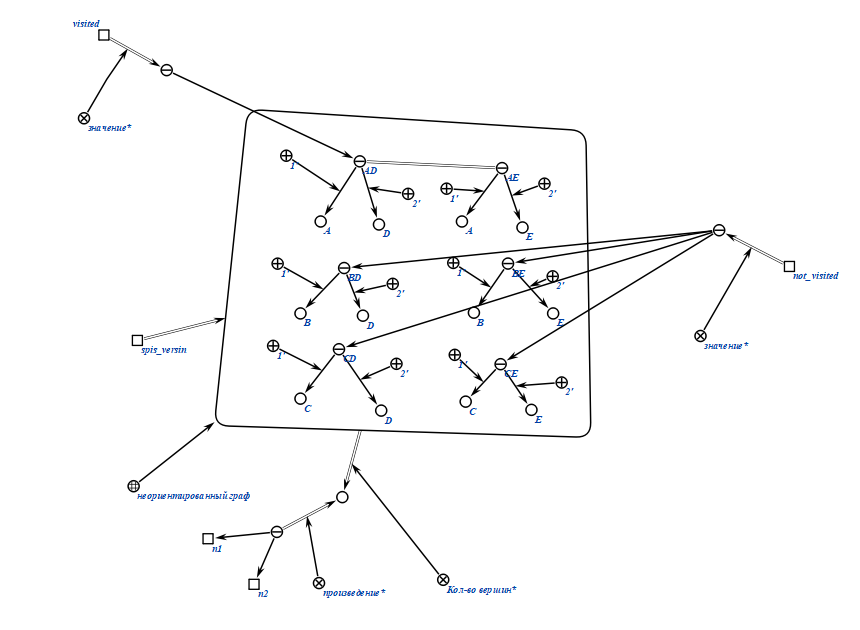 visited
значение*
1'
AD
2'
A
D
1'
AE
2'
A
E
1'
BD
2'
B
D
1'
BE
2'
B
E
not_visited
значение*
spis_versin
1'
CD
2'
C
D
1'
CE
2'
C
E
неориентированный граф
n1
n2
произведение*
Кол-во вершин*